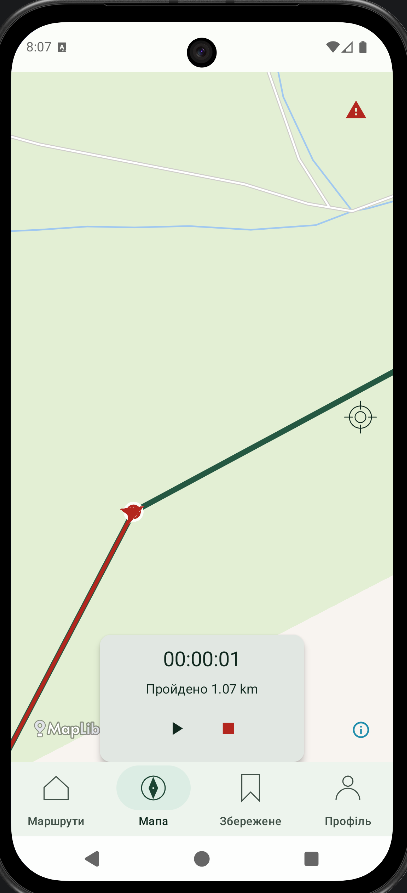 8:07
00:00:01
Пройдено 1.07 km
MapLib
Маршрути
Мапа
Збережене
Профіль